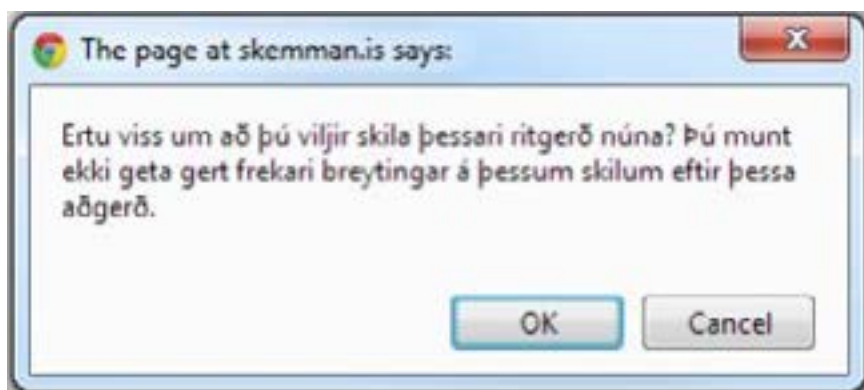 The page at skemman.is says:
Ertu viss um að þú viljir skila þessari ritgerð núna? Þú munt
ekki geta gert frekari breytingar á þessum skilum eftir þessa
aðgerð.
OK
Cancel